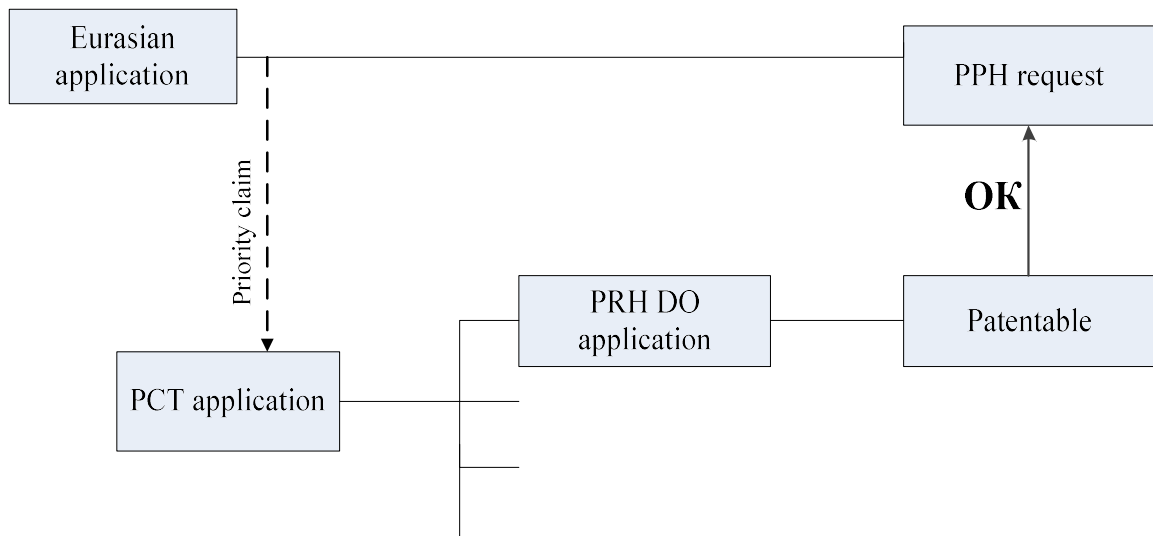 Eurasian
application
PPH request
Priority claim
OK
PRH DO
application
Patentable
PCT application